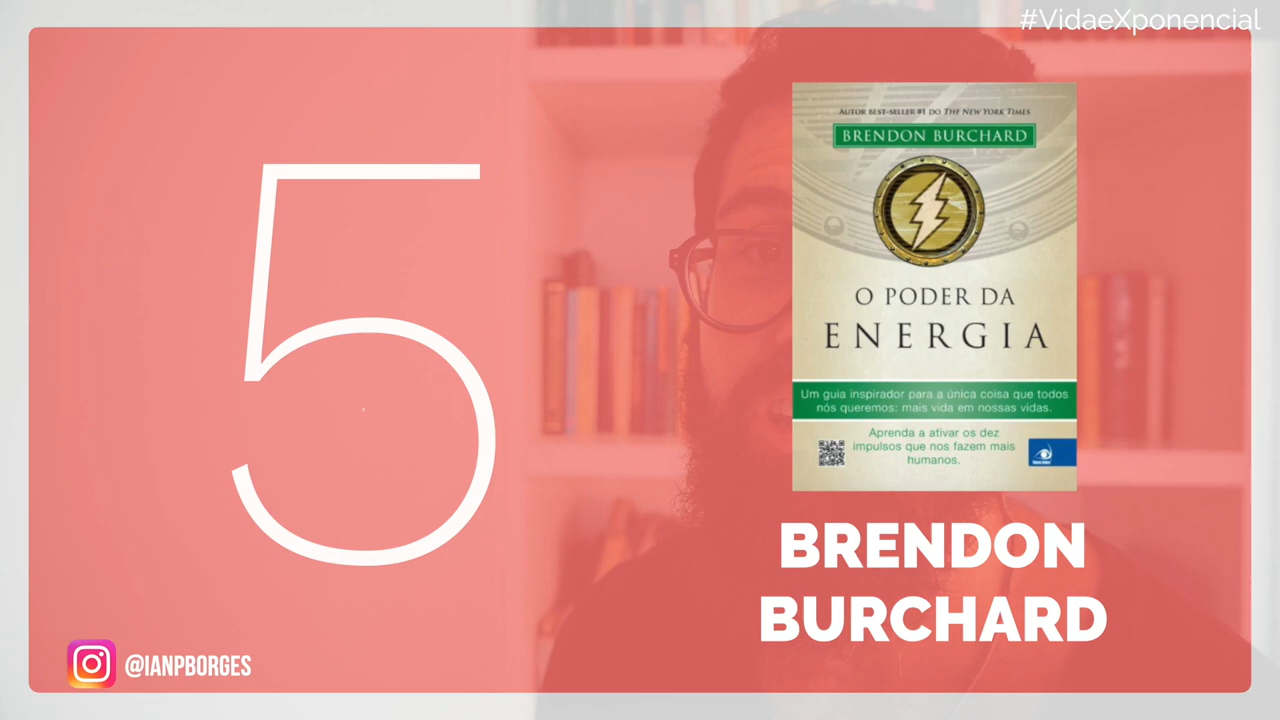 #VidaeXponencial
5
AUTOR BEST-SELLER #1 DO THE NEW YORK TIMES
BRENDON BURCHARD
O PODER DA
ENERGIA
Um guia inspirador para a única coisa que todos
nós queremos: mais vida em nossas vidas.
Aprenda a ativar os dez
impulsos que nos fazem mais
humanos.
BRENDON
BURCHARD
@IANPBORGES